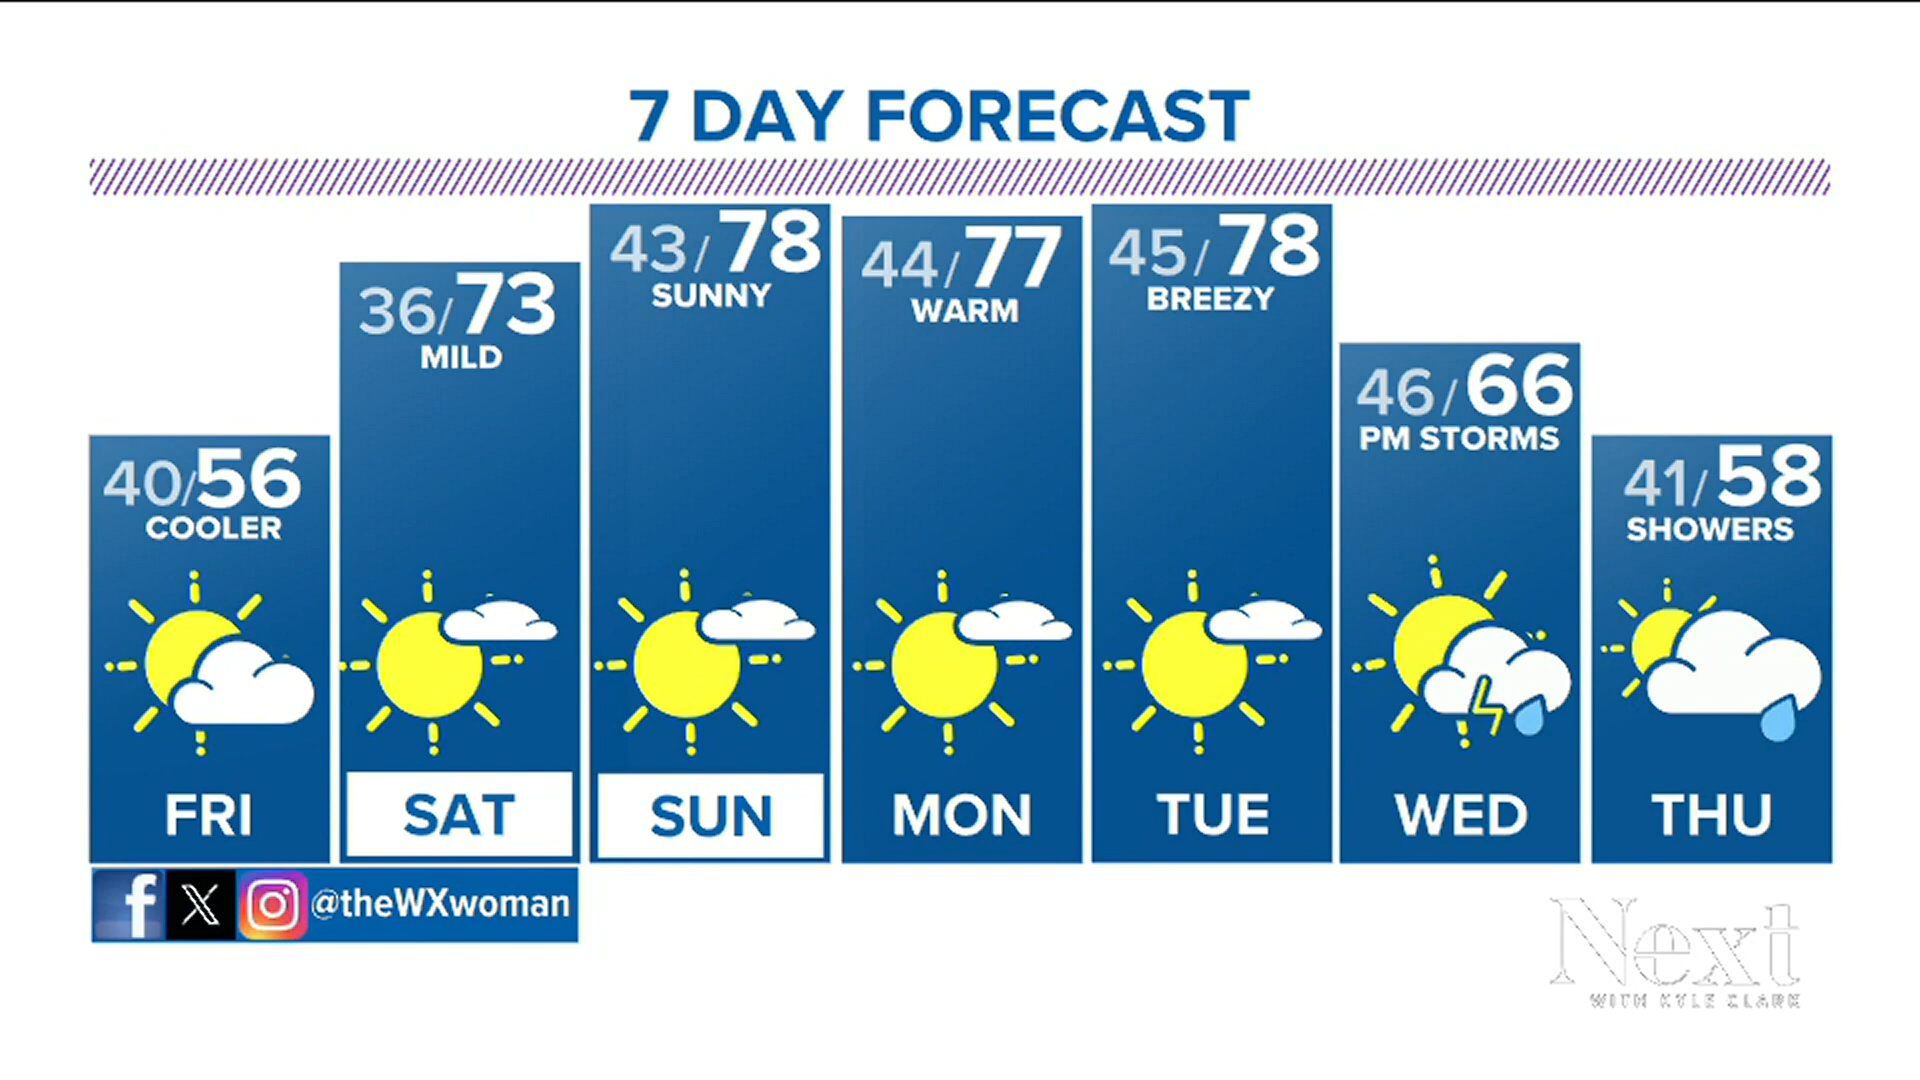 7 DAY FORECAST
40/56
COOLER
FRI
36/73
MILD
SAT
43/78
SUNNY
SUN
44/77
WARM
MON
45/78
BREEZY
TUE
46/66
PM STORMS
WED
41/58
SHOWERS
THU
@theWXwoman
Next
WITH KYLE CLARK